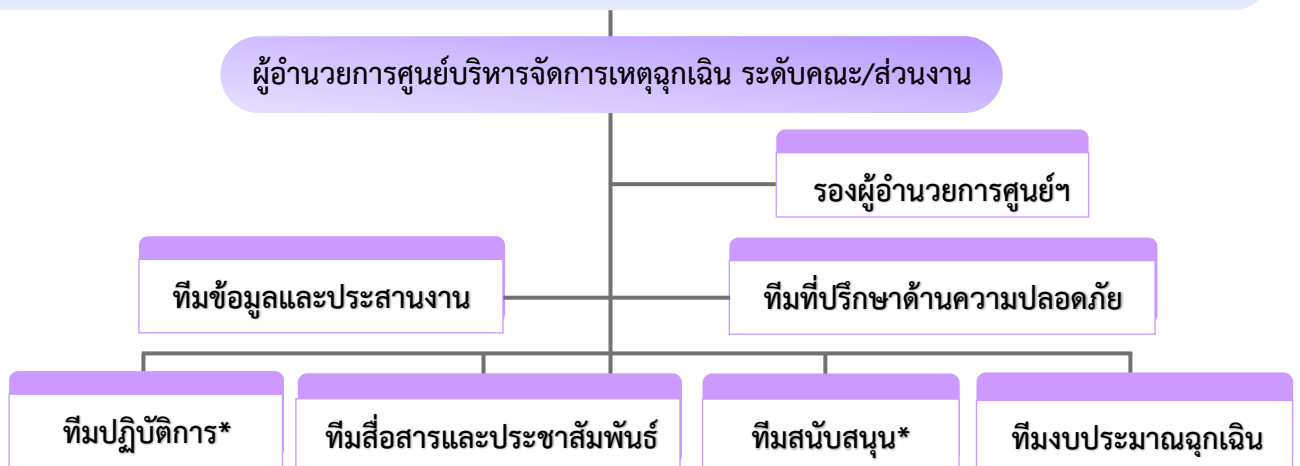 ผู้อำนวยการศูนย์บริหารจัดการเหตุฉุกเฉิน ระดับคณะ/ส่วนงาน
รองผู้อำนวยการศูนย์ฯ
ทีมข้อมูลและประสานงาน
ทีมที่ปรึกษาด้านความปลอดภัย
ทีมปฏิบัติการ*
ทีมสื่อสารและประชาสัมพันธ์
ทีมสนับสนุน*
ทีมงบประมาณฉุกเฉิน